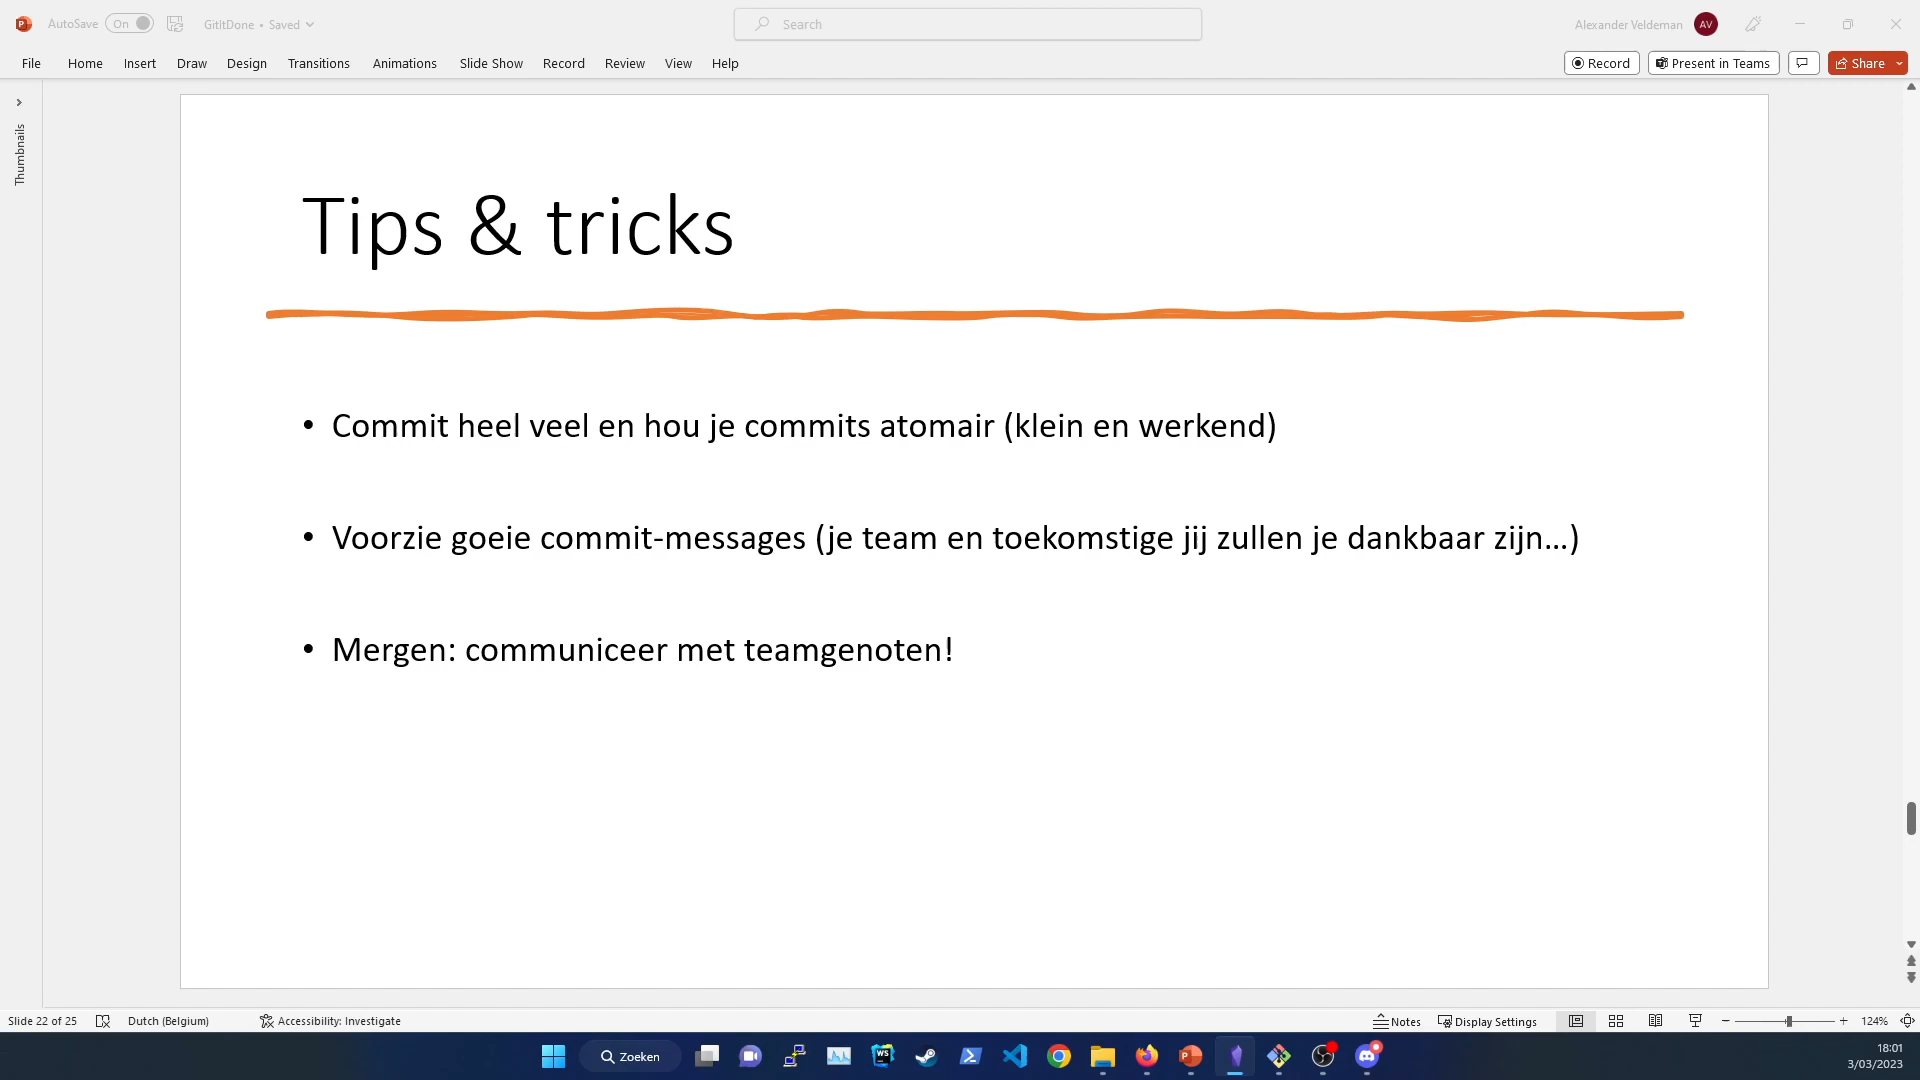 AutoSave On GitItDone • Saved Search Alexander Veldeman AV
File Home Insert Draw Design Transitions Animations Slide Show Record Review View Help Record Present in Teams Share
Thumbnails
Tips & tricks
• Commit heel veel en hou je commits atomair (klein en werkend)
• Voorzie goeie commit-messages (je team en toekomstige jij zullen je dankbaar zijn…)
• Mergen: communiceer met teamgenoten!
Slide 22 of 25 Dutch (Belgium) Accessibility: Investigate Notes Display Settings 124%
Zoeken
18:01
3/03/2023